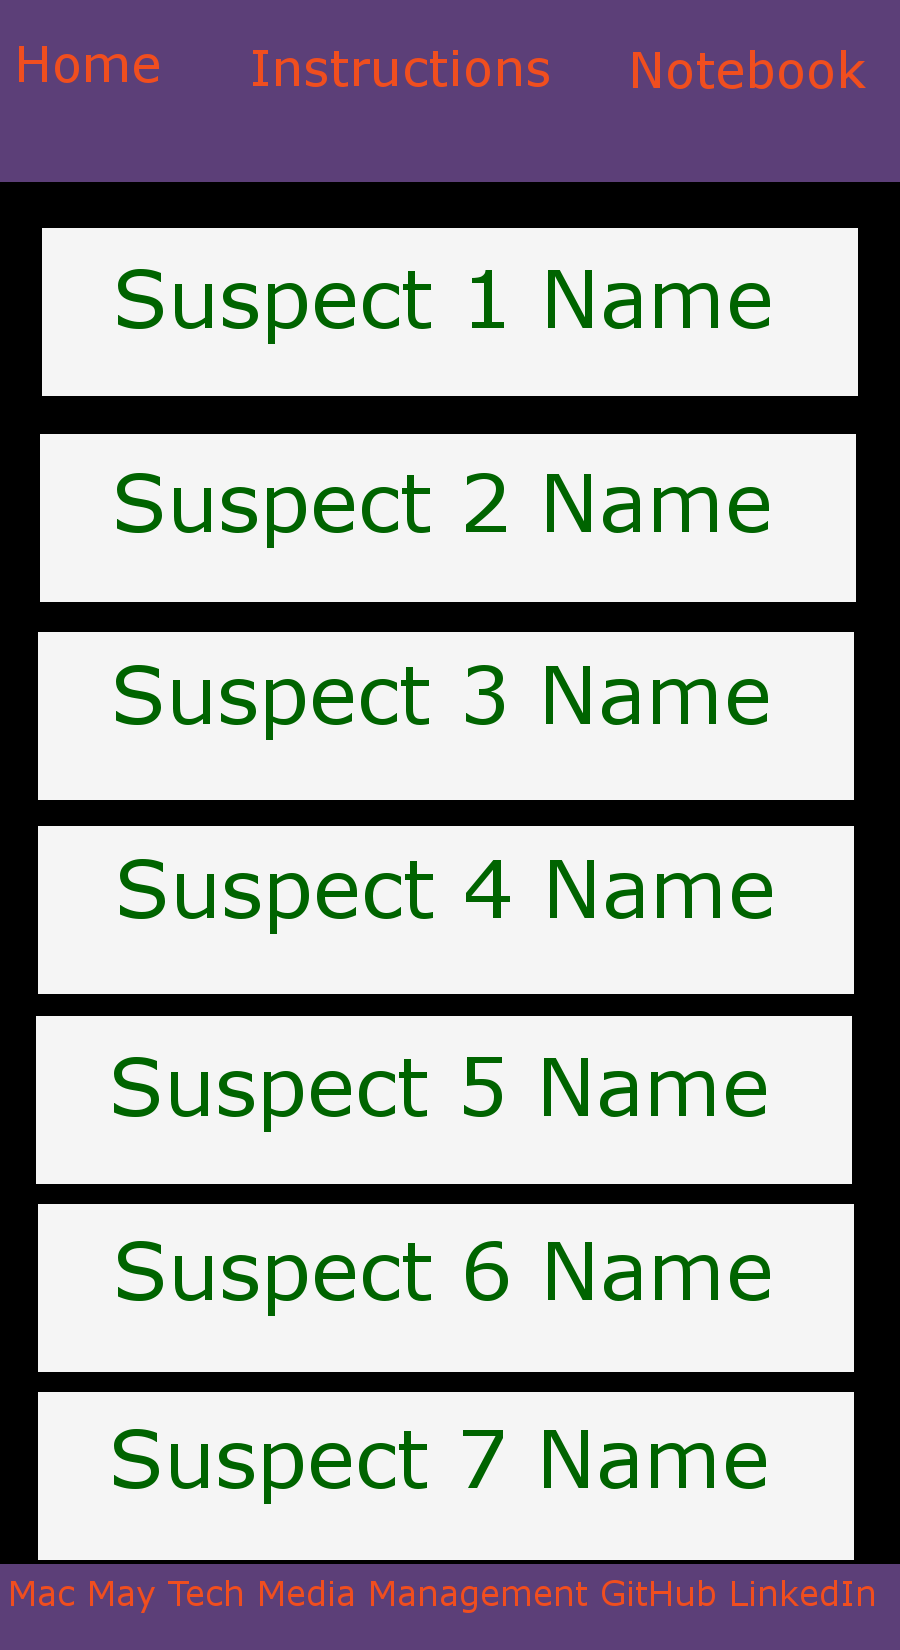 Home Instructions Notebook
Suspect 1 Name
Suspect 2 Name
Suspect 3 Name
Suspect 4 Name
Suspect 5 Name
Suspect 6 Name
Suspect 7 Name
Mac May Tech Media Management GitHub LinkedIn